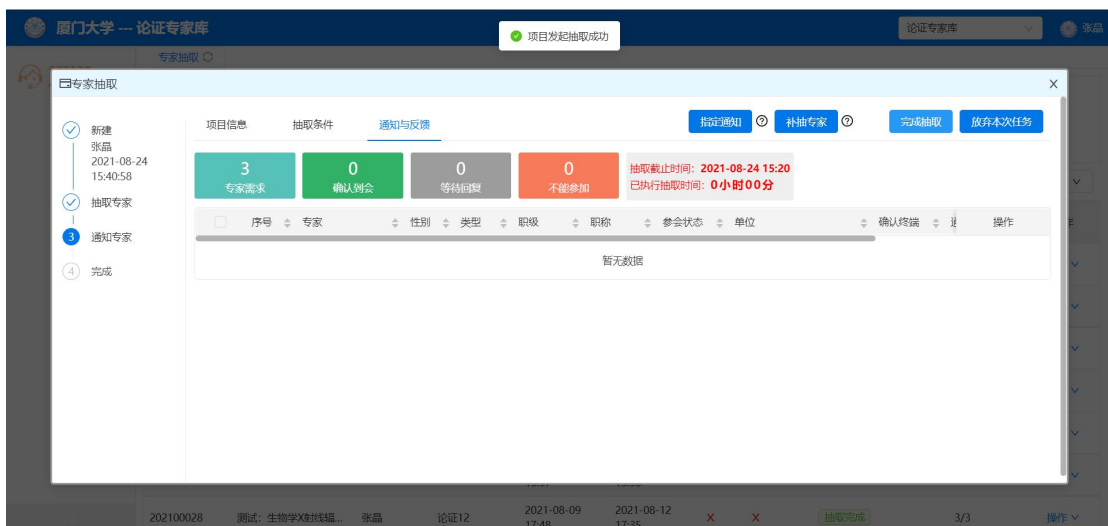 厦门大学 --- 论证专家库
项目发起抽取成功
论证专家库
张晶
专家抽取
专家抽取
X
新建
张晶
2021-08-24
15:40:58
抽取专家
3
通知专家
4
完成
项目信息
抽取条件
通知与反馈
指定通知
补抽专家
完成抽取
放弃本次任务
3
专家需求
0
确认到会
0
等待回复
0
不能参加
抽取截止时间：2021-08-24 15:20
已执行抽取时间：0小时00分
序号 专家 性别 类型 职级 职称 参会状态 单位 确认终端 操作
暂无数据
202100028 测试：生物学X射线辐... 张晶 论证12 2021-08-09 2021-08-12 X X 抽取完成 3/3 操作
17:48 17:35